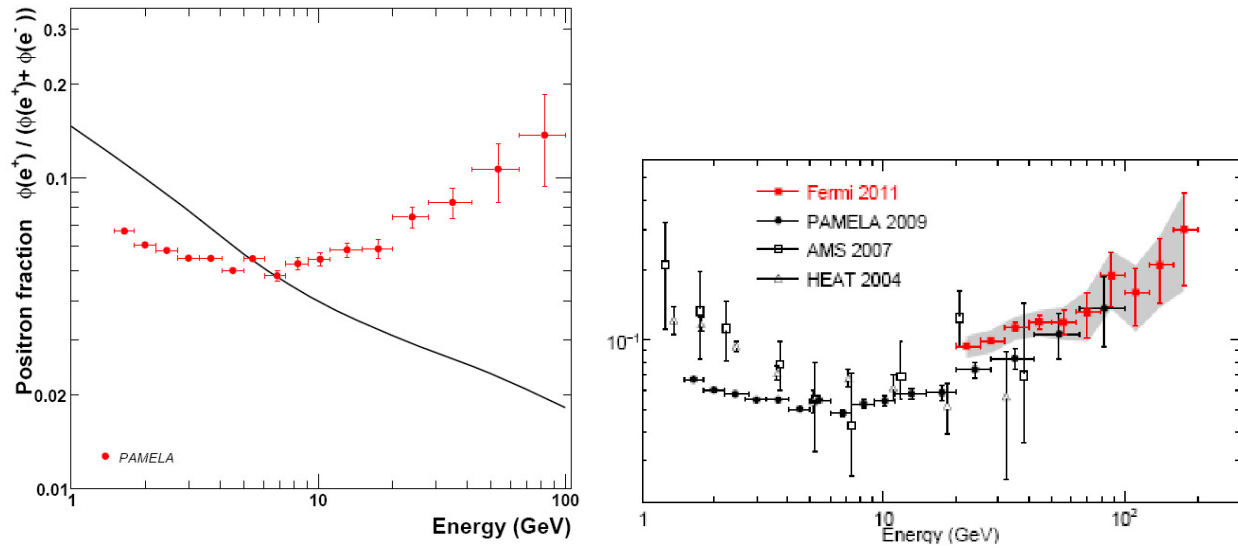 Positron fraction φ(e⁺) / (φ(e⁺)+ φ(e⁻))
0.3
0.2
0.1
0.02
0.01
PAMELA
1
10
100
Energy (GeV)
Fermi 2011
PAMELA 2009
AMS 2007
HEAT 2004
10⁻¹
1
10
10²
Energy (GeV)